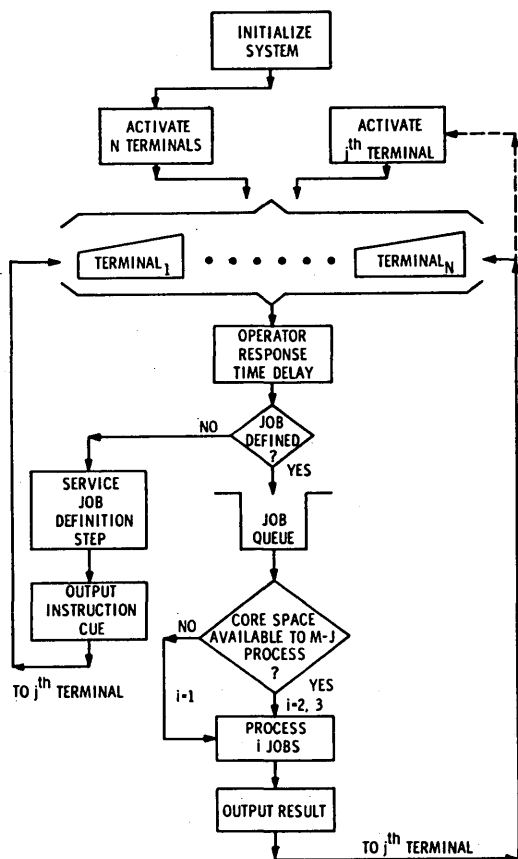 INITIALIZE
SYSTEM
ACTIVATE
N TERMINALS
ACTIVATE
jth TERMINAL
TERMINAL1
TERMINALN
OPERATOR
RESPONSE
TIME DELAY
NO
JOB
DEFINED
?
YES
SERVICE
JOB
DEFINITION
STEP
JOB
QUEUE
OUTPUT
INSTRUCTION
CUE
TO jth TERMINAL
NO
CORE SPACE
AVAILABLE TO M-J
PROCESS
?
YES
i=1
i=2, 3
PROCESS
i JOBS
OUTPUT RESULT
TO jth TERMINAL